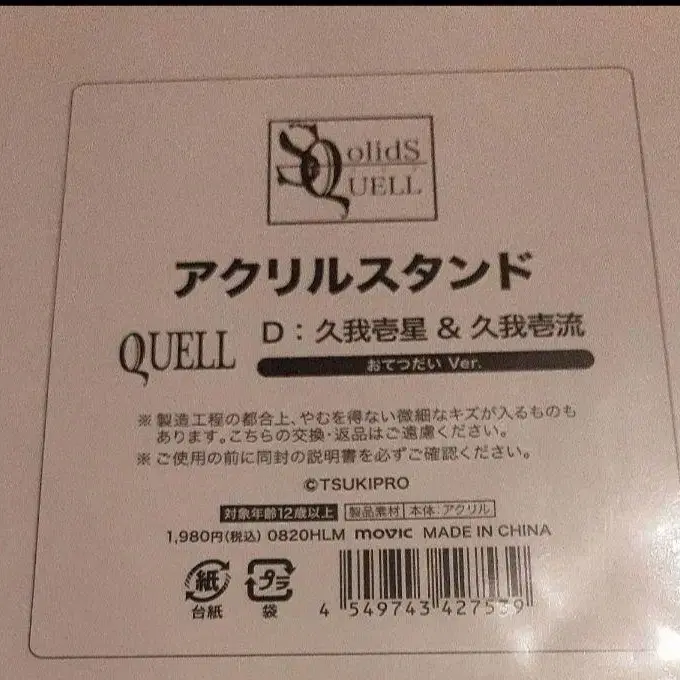 SolidS
QUELL
アクリルスタンド
QUELL
D：久我壱星 & 久我壱流
おてつだい Ver.
※ 製造工程の都合上、やむを得ない微細なキズが入るものも
あります。こちらの交換・返品はご遠慮ください。
※ ご使用の前に同封の説明書を必ずご確認ください。
©TSUKIPRO
対象年齢12歳以上 製品素材 本体：アクリル
1,980円(税込) 0820HLM movic MADE IN CHINA
紙 プラ
台紙 袋
4 549743 427539